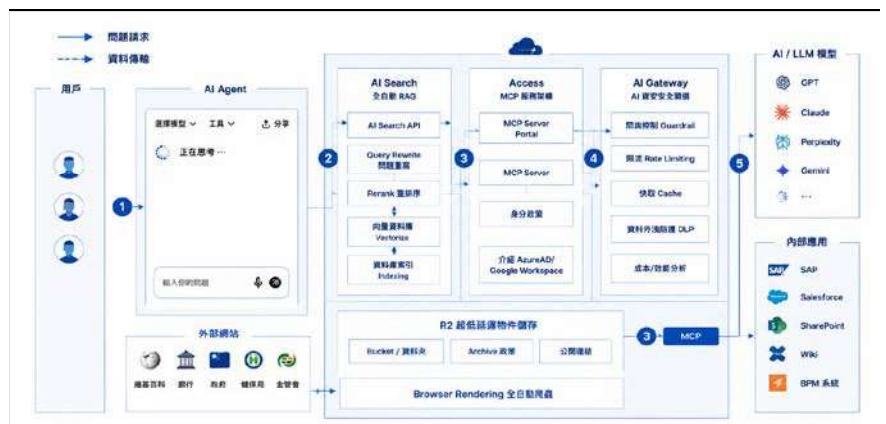 問題請求
資料傳輸
用戶
AI Agent
選擇模型
工具
分享
正在思考 ...
輸入你的問題
1
外部網站
維基百科
銀行
政府
健保局
金管會
AI Search
全自動 RAG
AI Search API
2
Query Rewrite
問題重寫
Rerank 重排序
向量資料庫
Vectorize
資料庫索引
Indexing
Access
MCP 服務架構
3
MCP Server
Portal
MCP Server
身分政策
介紹 AzureAD/
Google Workspace
AI Gateway
AI 資安安全閘道
4
Guardrail
限流 Rate Limiting
快取 Cache
資料外洩防護 DLP
成本/效能分析
R2 超低延遲物件儲存
Bucket / 資料夾
Archive 政策
公開連結
Browser Rendering 全自動爬蟲
3
MCP
5
AI / LLM 模型
GPT
Claude
Perplexity
Gemini
...
內部應用
SAP
SAP
Salesforce
SharePoint
Wiki
BPM 系統